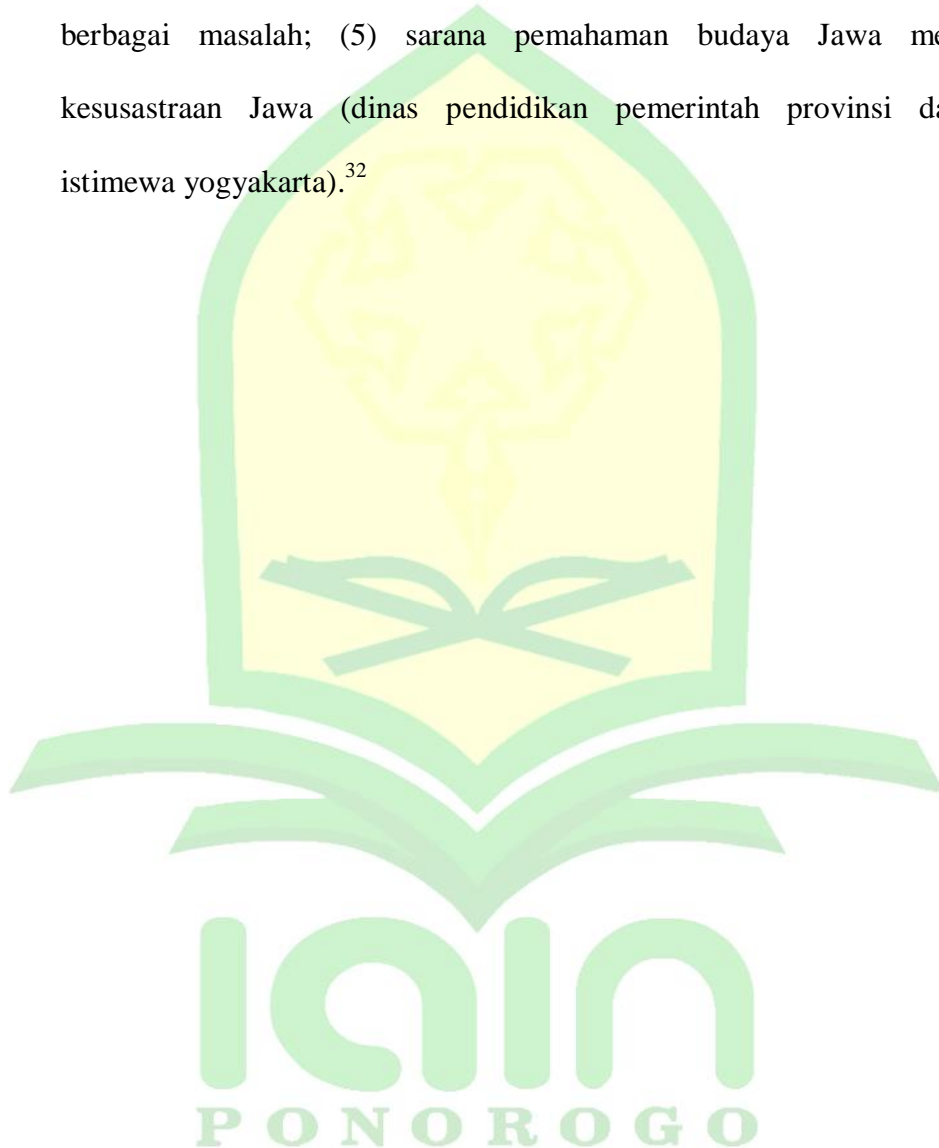 berbagai masalah; (5) sarana pemahaman budaya Jawa me
kesusastraan Jawa (dinas pendidikan pemerintah provinsi da
istimewa yogyakarta).³²
iain
PONOROGO